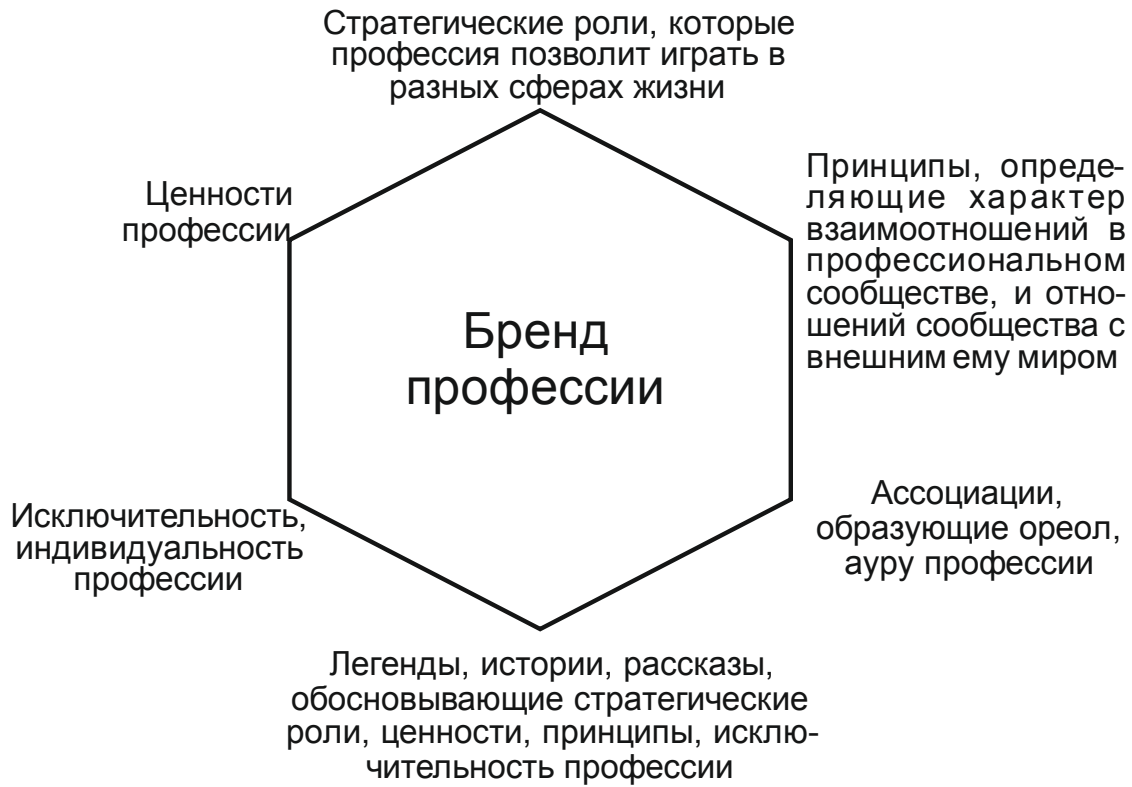 Стратегические роли, которые
профессия позволит играть в
разных сферах жизни
Ценности
профессии
Принципы, опреде-
ляющие характер
взаимоотношений в
профессиональном
сообществе, и отно-
шений сообщества с
внешним ему миром
Бренд
профессии
Исключительность,
индивидуальность
профессии
Ассоциации,
образующие ореол,
ауру профессии
Легенды, истории, рассказы,
обосновывающие стратегические
роли, ценности, принципы, исклю-
чительность профессии